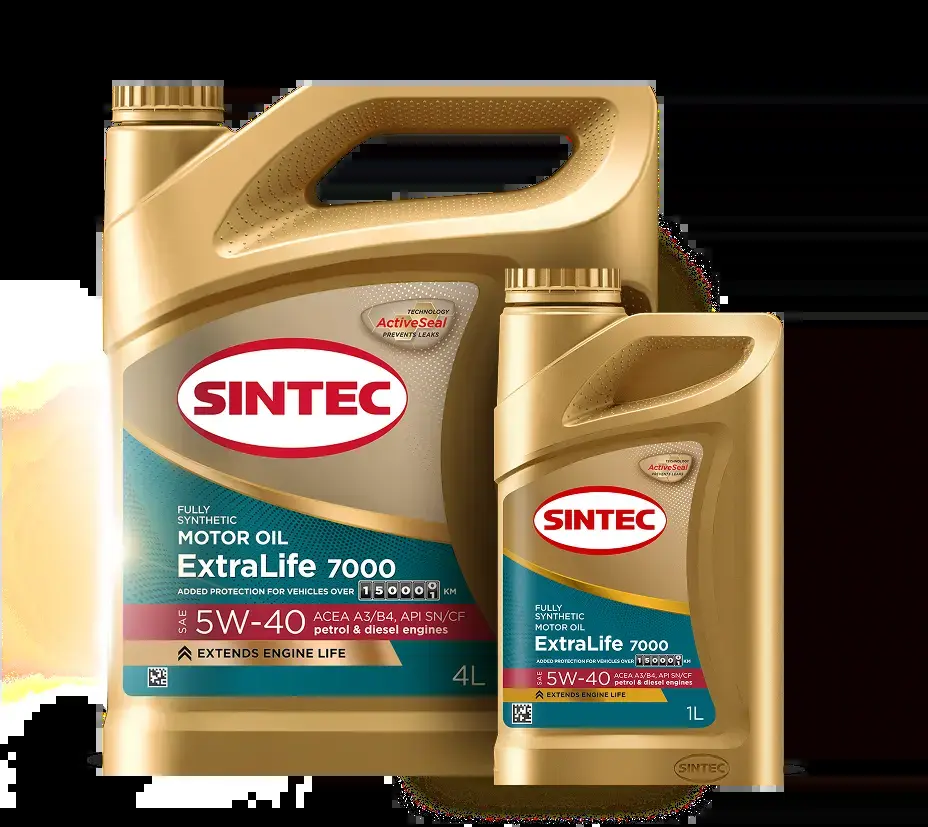 TECHNOLOGY
ActiveSeal
PREVENTS LEAKS
SINTEC
FULLY
SYNTHETIC
MOTOR OIL
ExtraLife 7000
ADDED PROTECTION FOR VEHICLES OVER 150001 KM
SAE 5W-40 ACEA A3/B4, API SN/CF
petrol & diesel engines
EXTENDS ENGINE LIFE
4L
TECHNOLOGY
ActiveSeal
PREVENTS LEAKS
SINTEC
FULLY
SYNTHETIC
MOTOR OIL
ExtraLife 7000
ADDED PROTECTION FOR VEHICLES OVER 150001 KM
SAE 5W-40 ACEA A3/B4, API SN/CF
petrol & diesel engines
EXTENDS ENGINE LIFE
1L
SINTEC